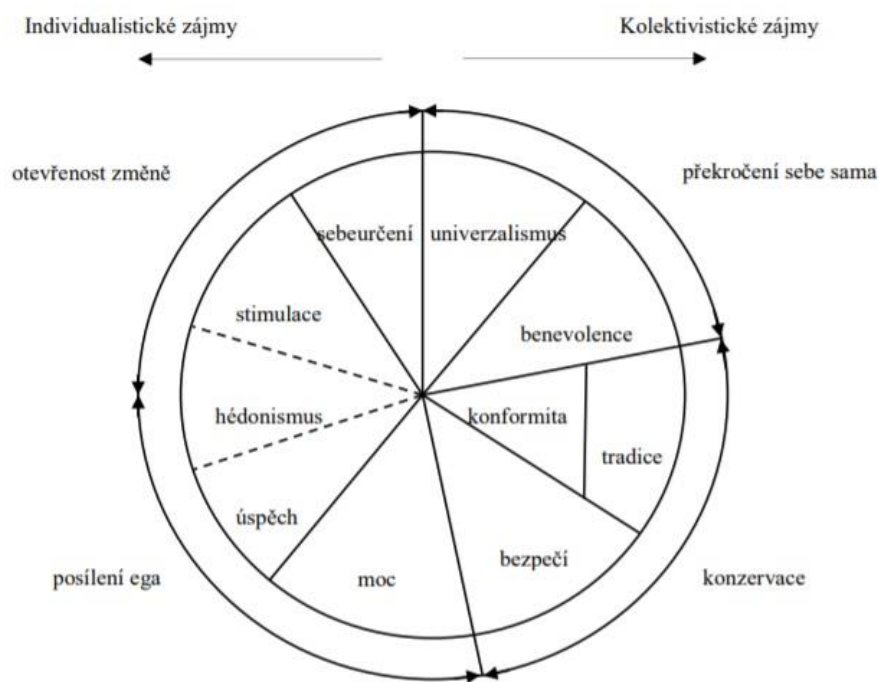 Individualistické zájmy
Kolektivistické zájmy
otevřenost změně
překročení sebe sama
sebeurčení
univerzalismus
stimulace
benevolence
hédonismus
konformita
tradice
úspěch
bezpečí
moc
posílení ega
konzervace